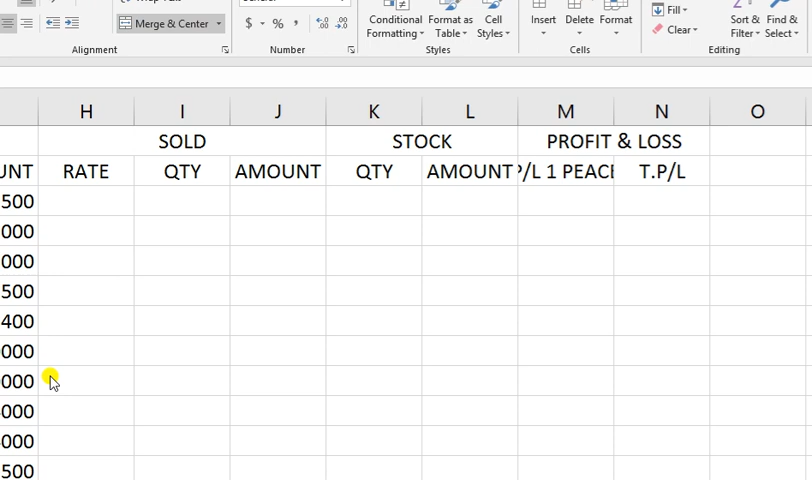 Merge & Center
$ % ,
Conditional Formatting
Format as Table
Cell Styles
Insert
Delete
Format
Fill
Clear
Sort & Filter
Find & Select
Alignment
Number
Styles
Cells
Editing
H I J K L M N O
SOLD STOCK PROFIT & LOSS
UNT RATE QTY AMOUNT QTY AMOUNT P/L 1 PEACE T.P/L
500
000
000
500
400
000
000
000
000
500